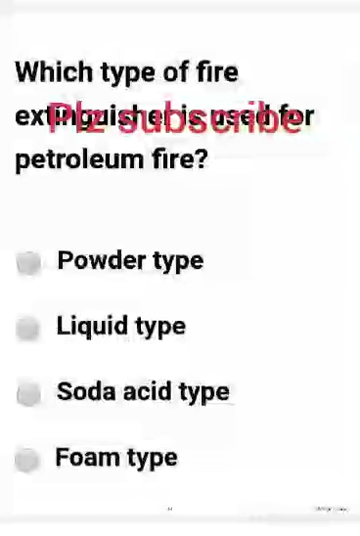 Which type of fire
extinguisher is used for
Plz subscribe
petroleum fire?
Powder type
Liquid type
Soda acid type
Foam type